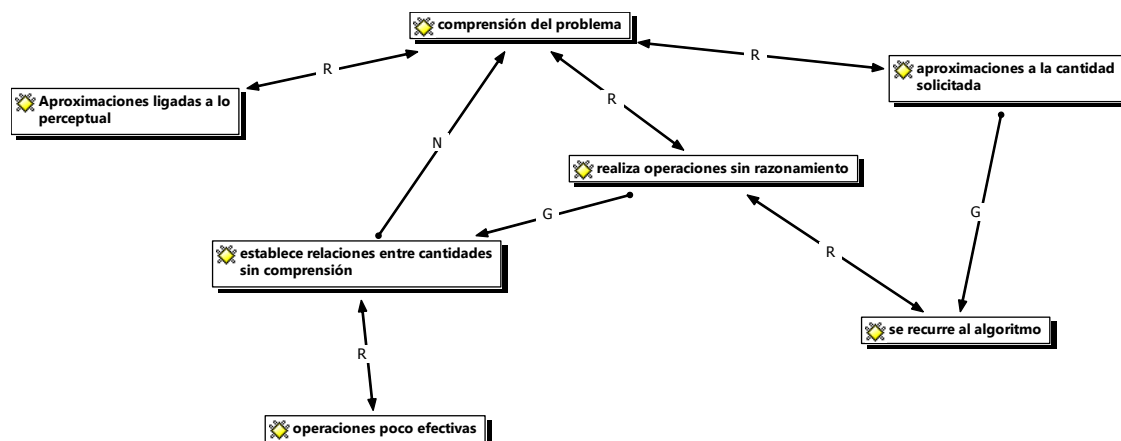 comprensión del problema
R
R
aproximaciones a la cantidad
solicitada
Aproximaciones ligadas a lo
perceptual
R
N
realiza operaciones sin razonamiento
G
G
establece relaciones entre cantidades
sin comprensión
R
se recurre al algoritmo
R
operaciones poco efectivas